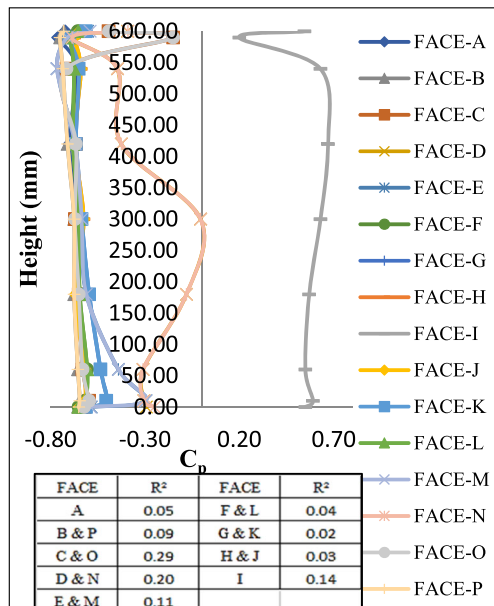 600.00
550.00
500.00
450.00
400.00
350.00
300.00
250.00
200.00
150.00
100.00
50.00
0.00
Height (mm)
-0.80 -0.30 0.20 0.70
Cp
FACE-A
FACE-B
FACE-C
FACE-D
FACE-E
FACE-F
FACE-G
FACE-H
FACE-I
FACE-J
FACE-K
FACE-L
FACE-M
FACE-N
FACE-O
FACE-P
FACE R² FACE R²
A 0.05 F & L 0.04
B & P 0.09 G & K 0.02
C & O 0.29 H & J 0.03
D & N 0.20 I 0.14
E & M 0.11